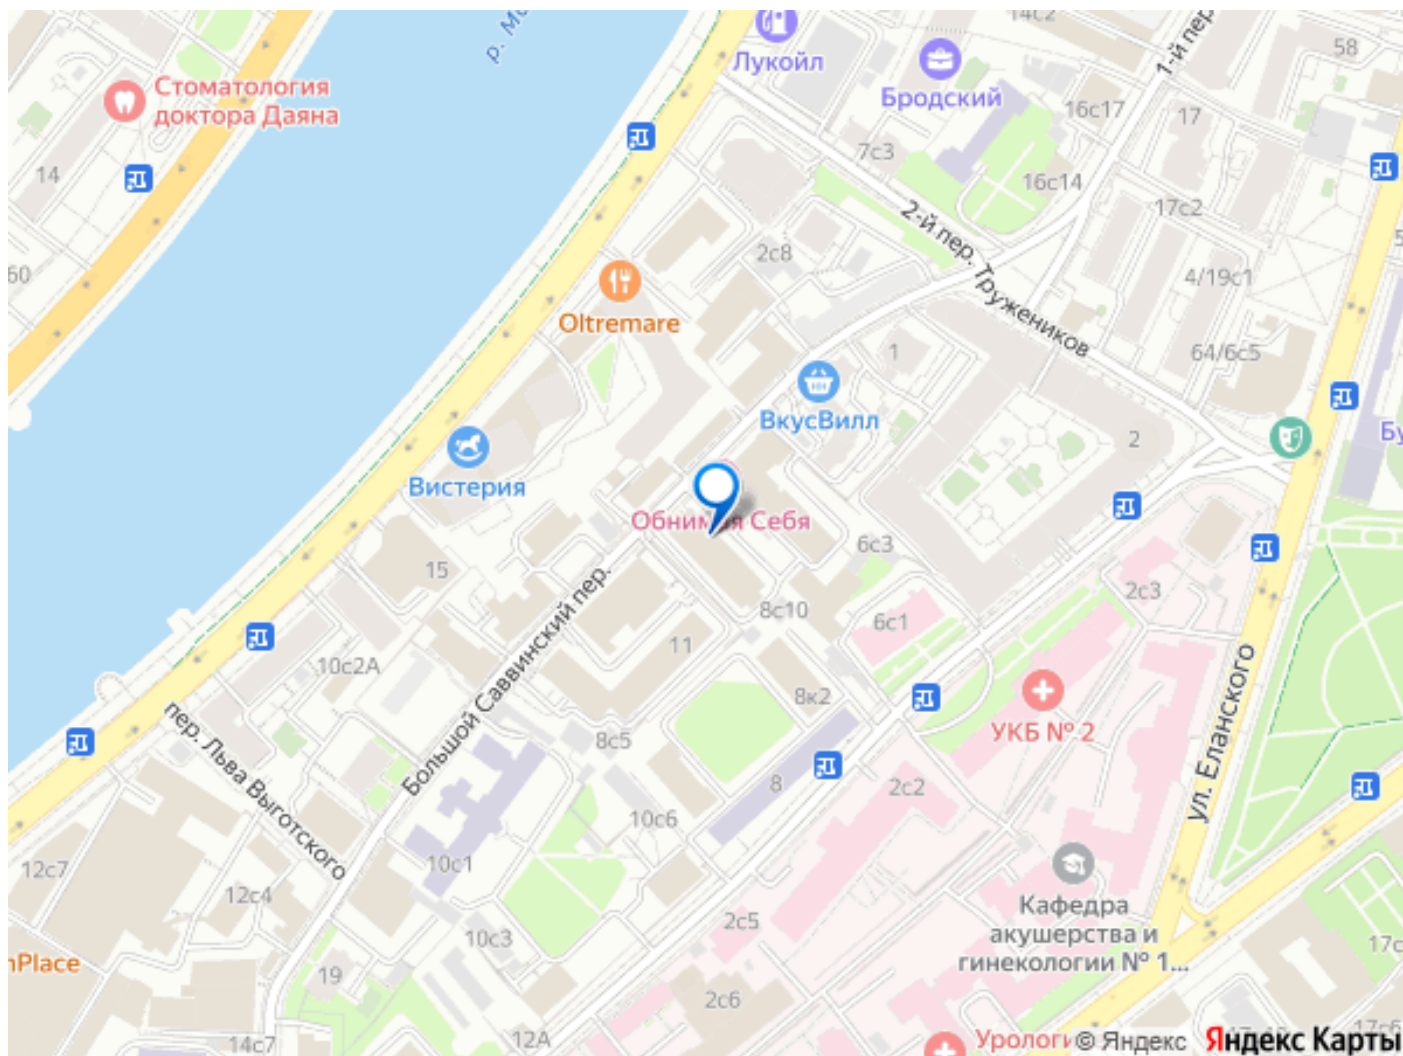 р. Мо
14с2
1-й пер.
Лукойл
58
Стоматология
доктора Даяна
Бродский
16с17
17
7с3
14
16с14
17с2
2-й пер. Тружеников
2с8
60
4/19с1
Oltremare
1
64/6с5
ВкусВилл
2
Вистерия
Обнимая Себя
6с3
15
2с3
8с10
6с1
Большой Саввинский пер.
11
10с2А
ул. Еланского
8к2
пер. Льва Выготского
УКБ № 2
8с5
8
2с2
10с6
10с1
12с7
12с4
Кафедра
акушерства и
гинекологии № 1...
2с5
10с3
17с
nPlace
19
2с6
12А
14с7
Урологи
© Яндекс
Яндекс Карты